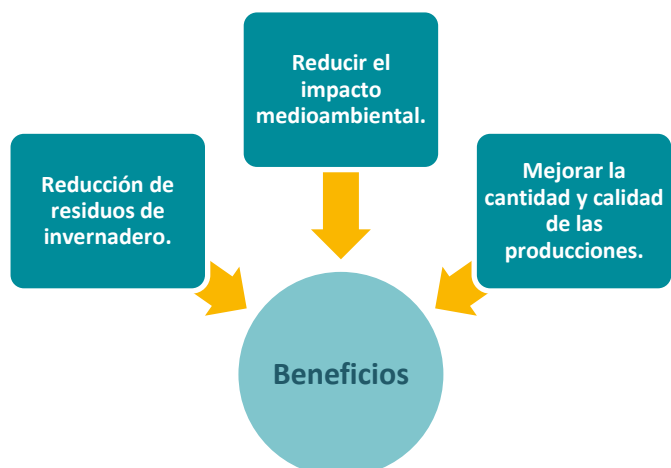 Reducir el
impacto
medioambiental.
Reducción de
residuos de
invernadero.
Mejorar la
cantidad y calidad
de las
producciones.
Beneficios